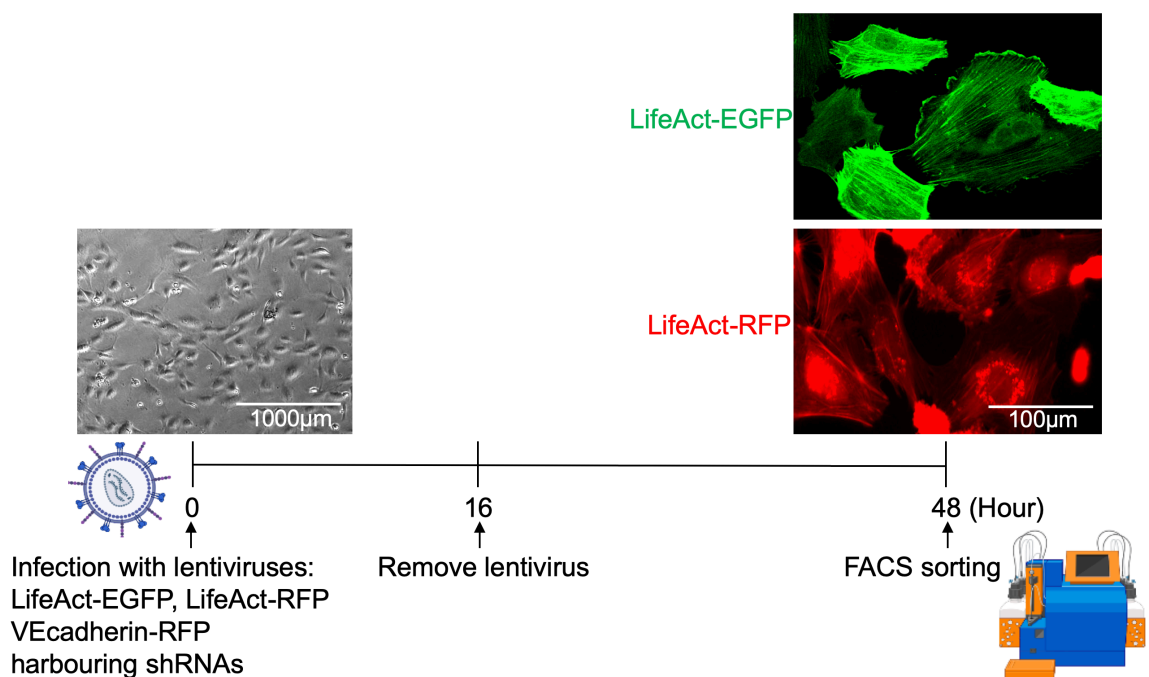 LifeAct-EGFP
LifeAct-RFP
1000µm
100µm
0
16
48 (Hour)
Infection with lentiviruses:
LifeAct-EGFP, LifeAct-RFP
VEcadherin-RFP
harbouring shRNAs
Remove lentivirus
FACS sorting